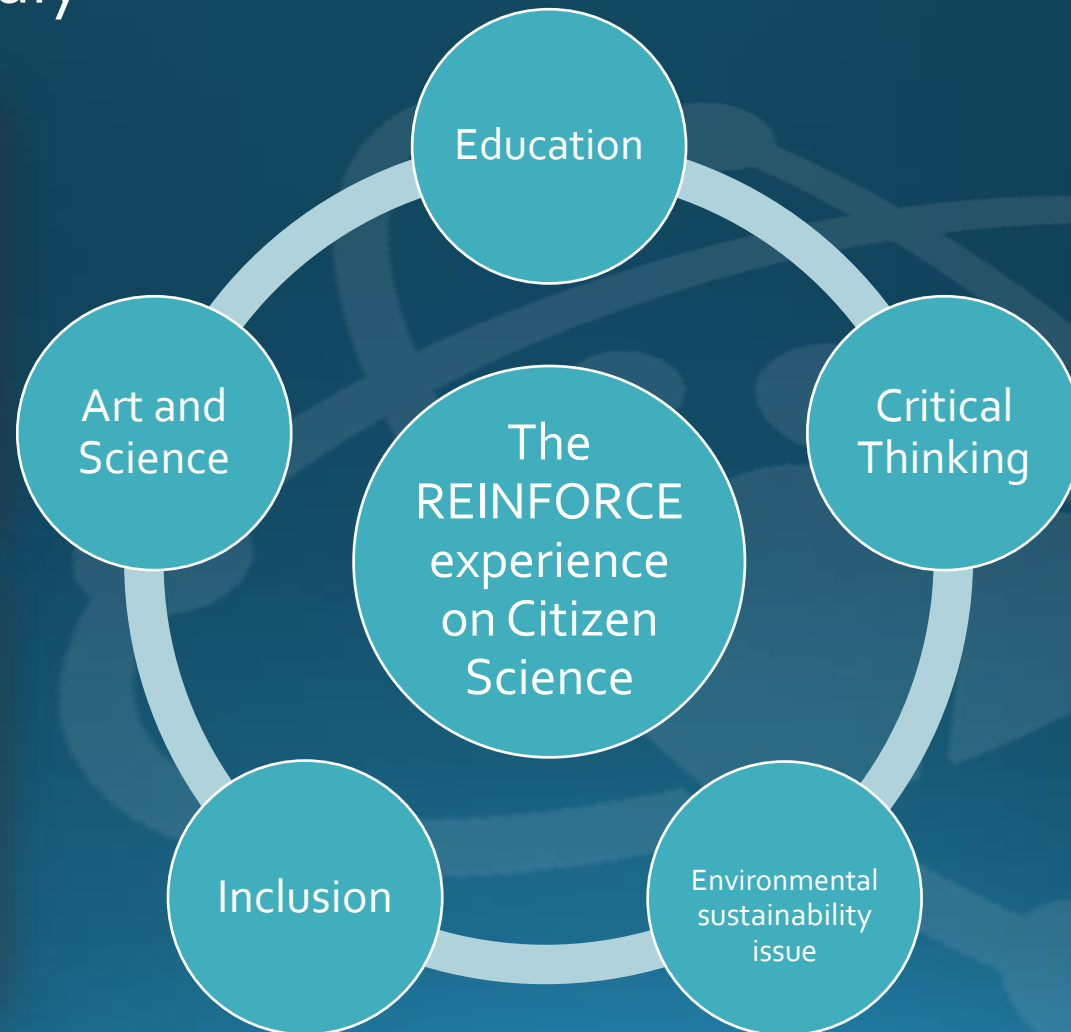 Education
Art and
Science
Critical
Thinking
The
REINFORCE
experience
on Citizen
Science
Inclusion
Environmental
sustainability
issue